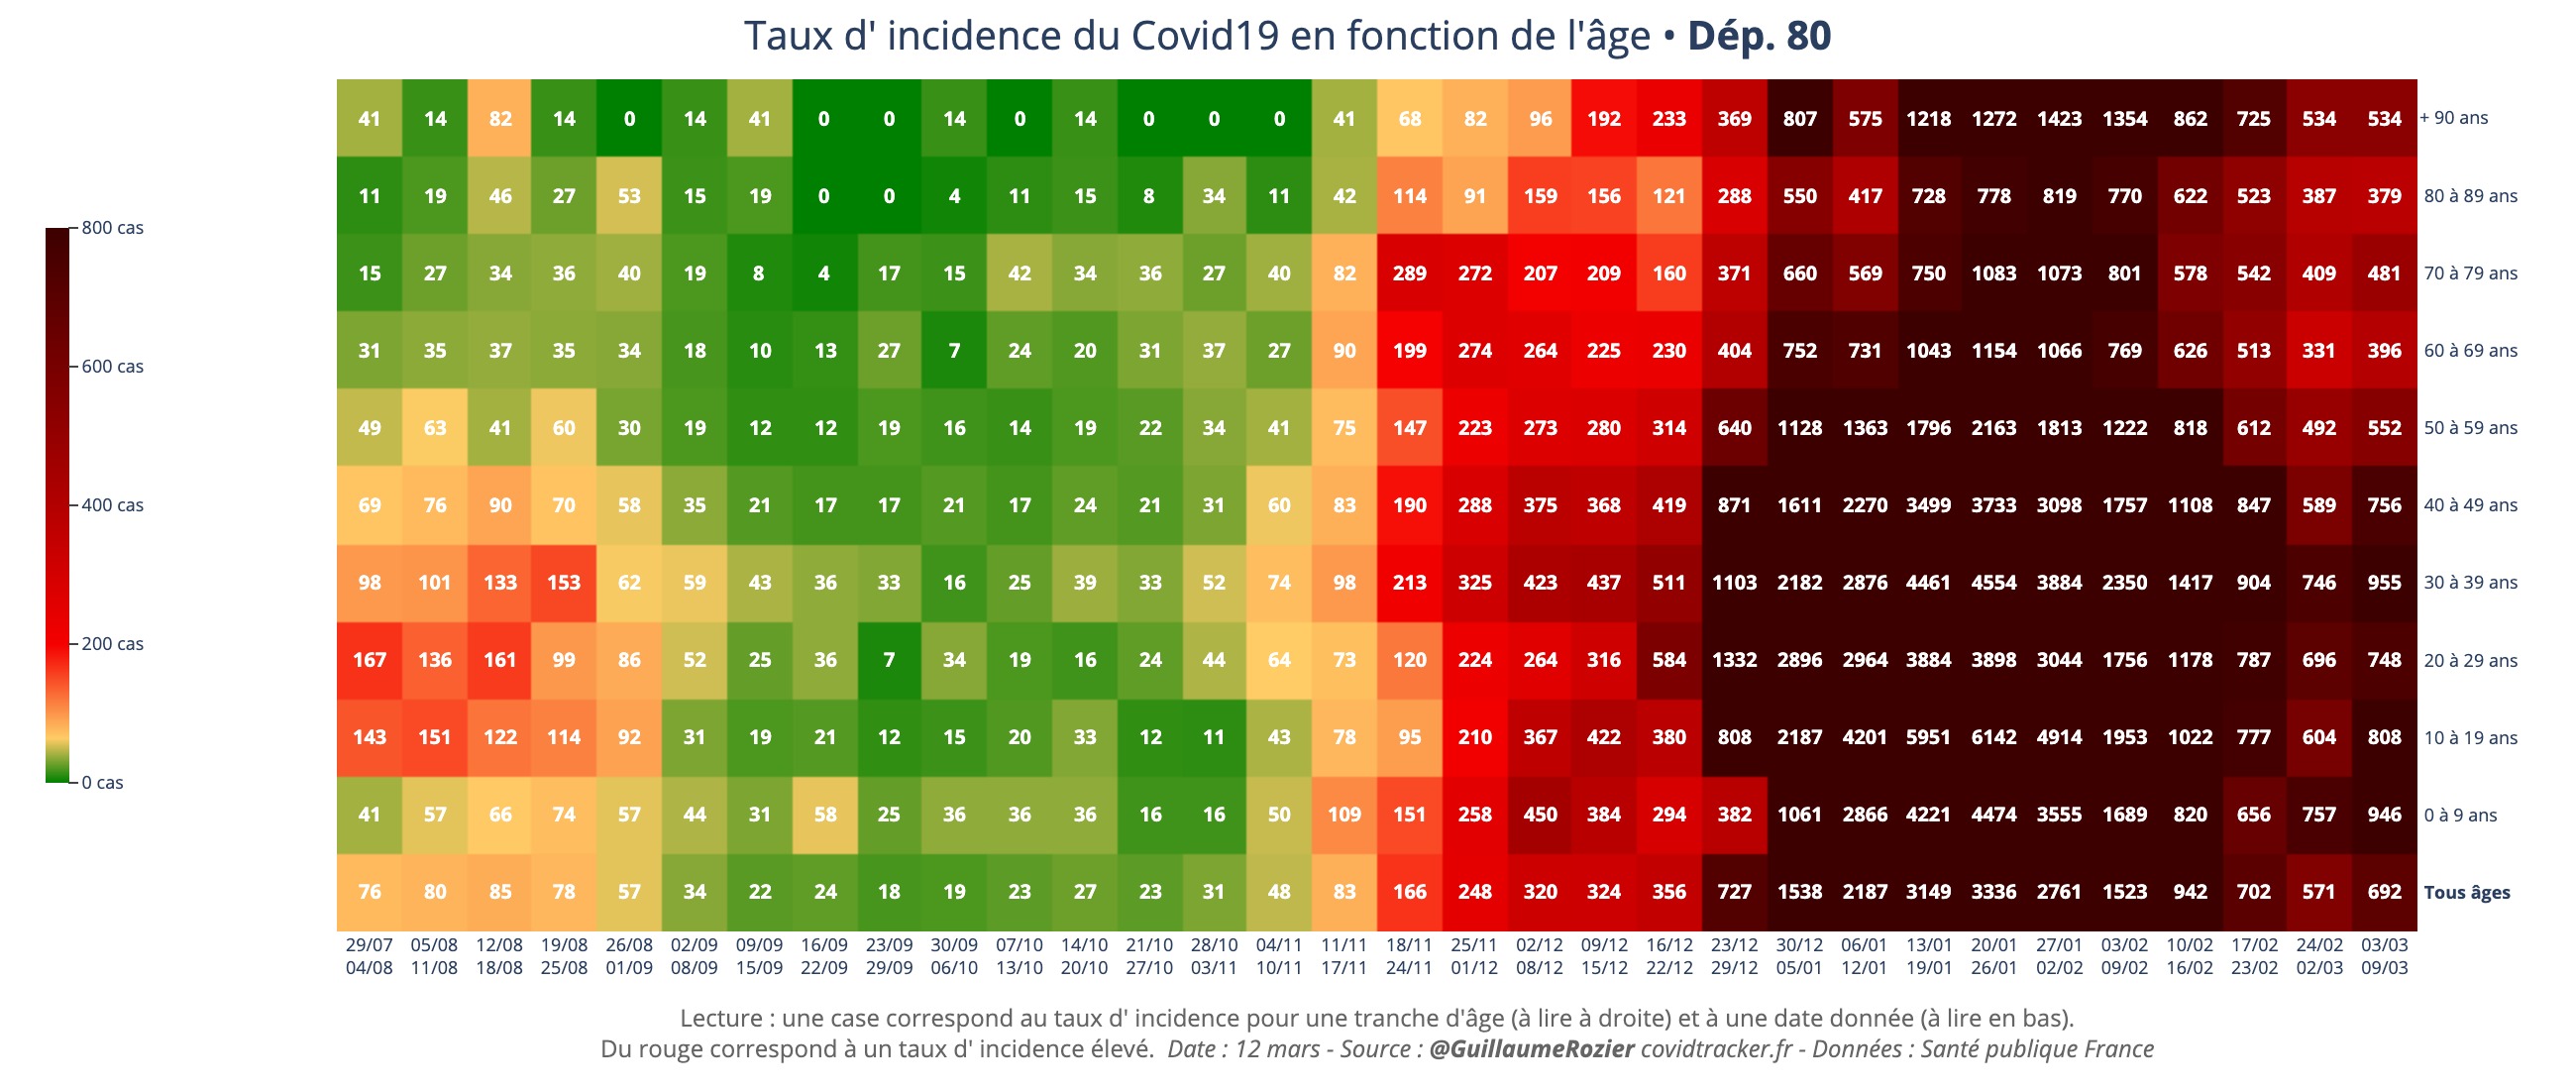 Taux d' incidence du Covid19 en fonction de l'âge • Dép. 80
41 14 82 14 0 14 41 0 0 14 0 14 0 0 0 41 68 82 96 192 233 369 807 575 1218 1272 1423 1354 862 725 534 534 + 90 ans
11 19 46 27 53 15 19 0 0 4 11 15 8 34 11 42 114 91 159 156 121 288 550 417 728 778 819 770 622 523 387 379 80 à 89 ans
800 cas
15 27 34 36 40 19 8 4 17 15 42 34 36 27 40 82 289 272 207 209 160 371 660 569 750 1083 1073 801 578 542 409 481 70 à 79 ans
31 35 37 35 34 18 10 13 27 7 24 20 31 37 27 90 199 274 264 225 230 404 752 731 1043 1154 1066 769 626 513 331 396 60 à 69 ans
600 cas
49 63 41 60 30 19 12 12 19 16 14 19 22 34 41 75 147 223 273 280 314 640 1128 1363 1796 2163 1813 1222 818 612 492 552 50 à 59 ans
400 cas
69 76 90 70 58 35 21 17 17 21 17 24 21 31 60 83 190 288 375 368 419 871 1611 2270 3499 3733 3098 1757 1108 847 589 756 40 à 49 ans
98 101 133 153 62 59 43 36 33 16 25 39 33 52 74 98 213 325 423 437 511 1103 2182 2876 4461 4554 3884 2350 1417 904 746 955 30 à 39 ans
200 cas
167 136 161 99 86 52 25 36 7 34 19 16 24 44 64 73 120 224 264 316 584 1332 2896 2964 3884 3898 3044 1756 1178 787 696 748 20 à 29 ans
143 151 122 114 92 31 19 21 12 15 20 33 12 11 43 78 95 210 367 422 380 808 2187 4201 5951 6142 4914 1953 1022 777 604 808 10 à 19 ans
0 cas
41 57 66 74 57 44 31 58 25 36 36 36 16 16 50 109 151 258 450 384 294 382 1061 2866 4221 4474 3555 1689 820 656 757 946 0 à 9 ans
76 80 85 78 57 34 22 24 18 19 23 27 23 31 48 83 166 248 320 324 356 727 1538 2187 3149 3336 2761 1523 942 702 571 692 Tous âges
29/07 05/08 12/08 19/08 26/08 02/09 09/09 16/09 23/09 30/09 07/10 14/10 21/10 28/10 04/11 11/11 18/11 25/11 02/12 09/12 16/12 23/12 30/12 06/01 13/01 20/01 27/01 03/02 10/02 17/02 24/02 03/03
04/08 11/08 18/08 25/08 01/09 08/09 15/09 22/09 29/09 06/10 13/10 20/10 27/10 03/11 10/11 17/11 24/11 01/12 08/12 15/12 22/12 29/12 05/01 12/01 19/01 26/01 02/02 09/02 16/02 23/02 02/03 09/03
Lecture : une case correspond au taux d' incidence pour une tranche d'âge (à lire à droite) et à une date donnée (à lire en bas).
Du rouge correspond à un taux d' incidence élevé. Date : 12 mars - Source : @GuillaumeRozier covidtracker.fr - Données : Santé publique France